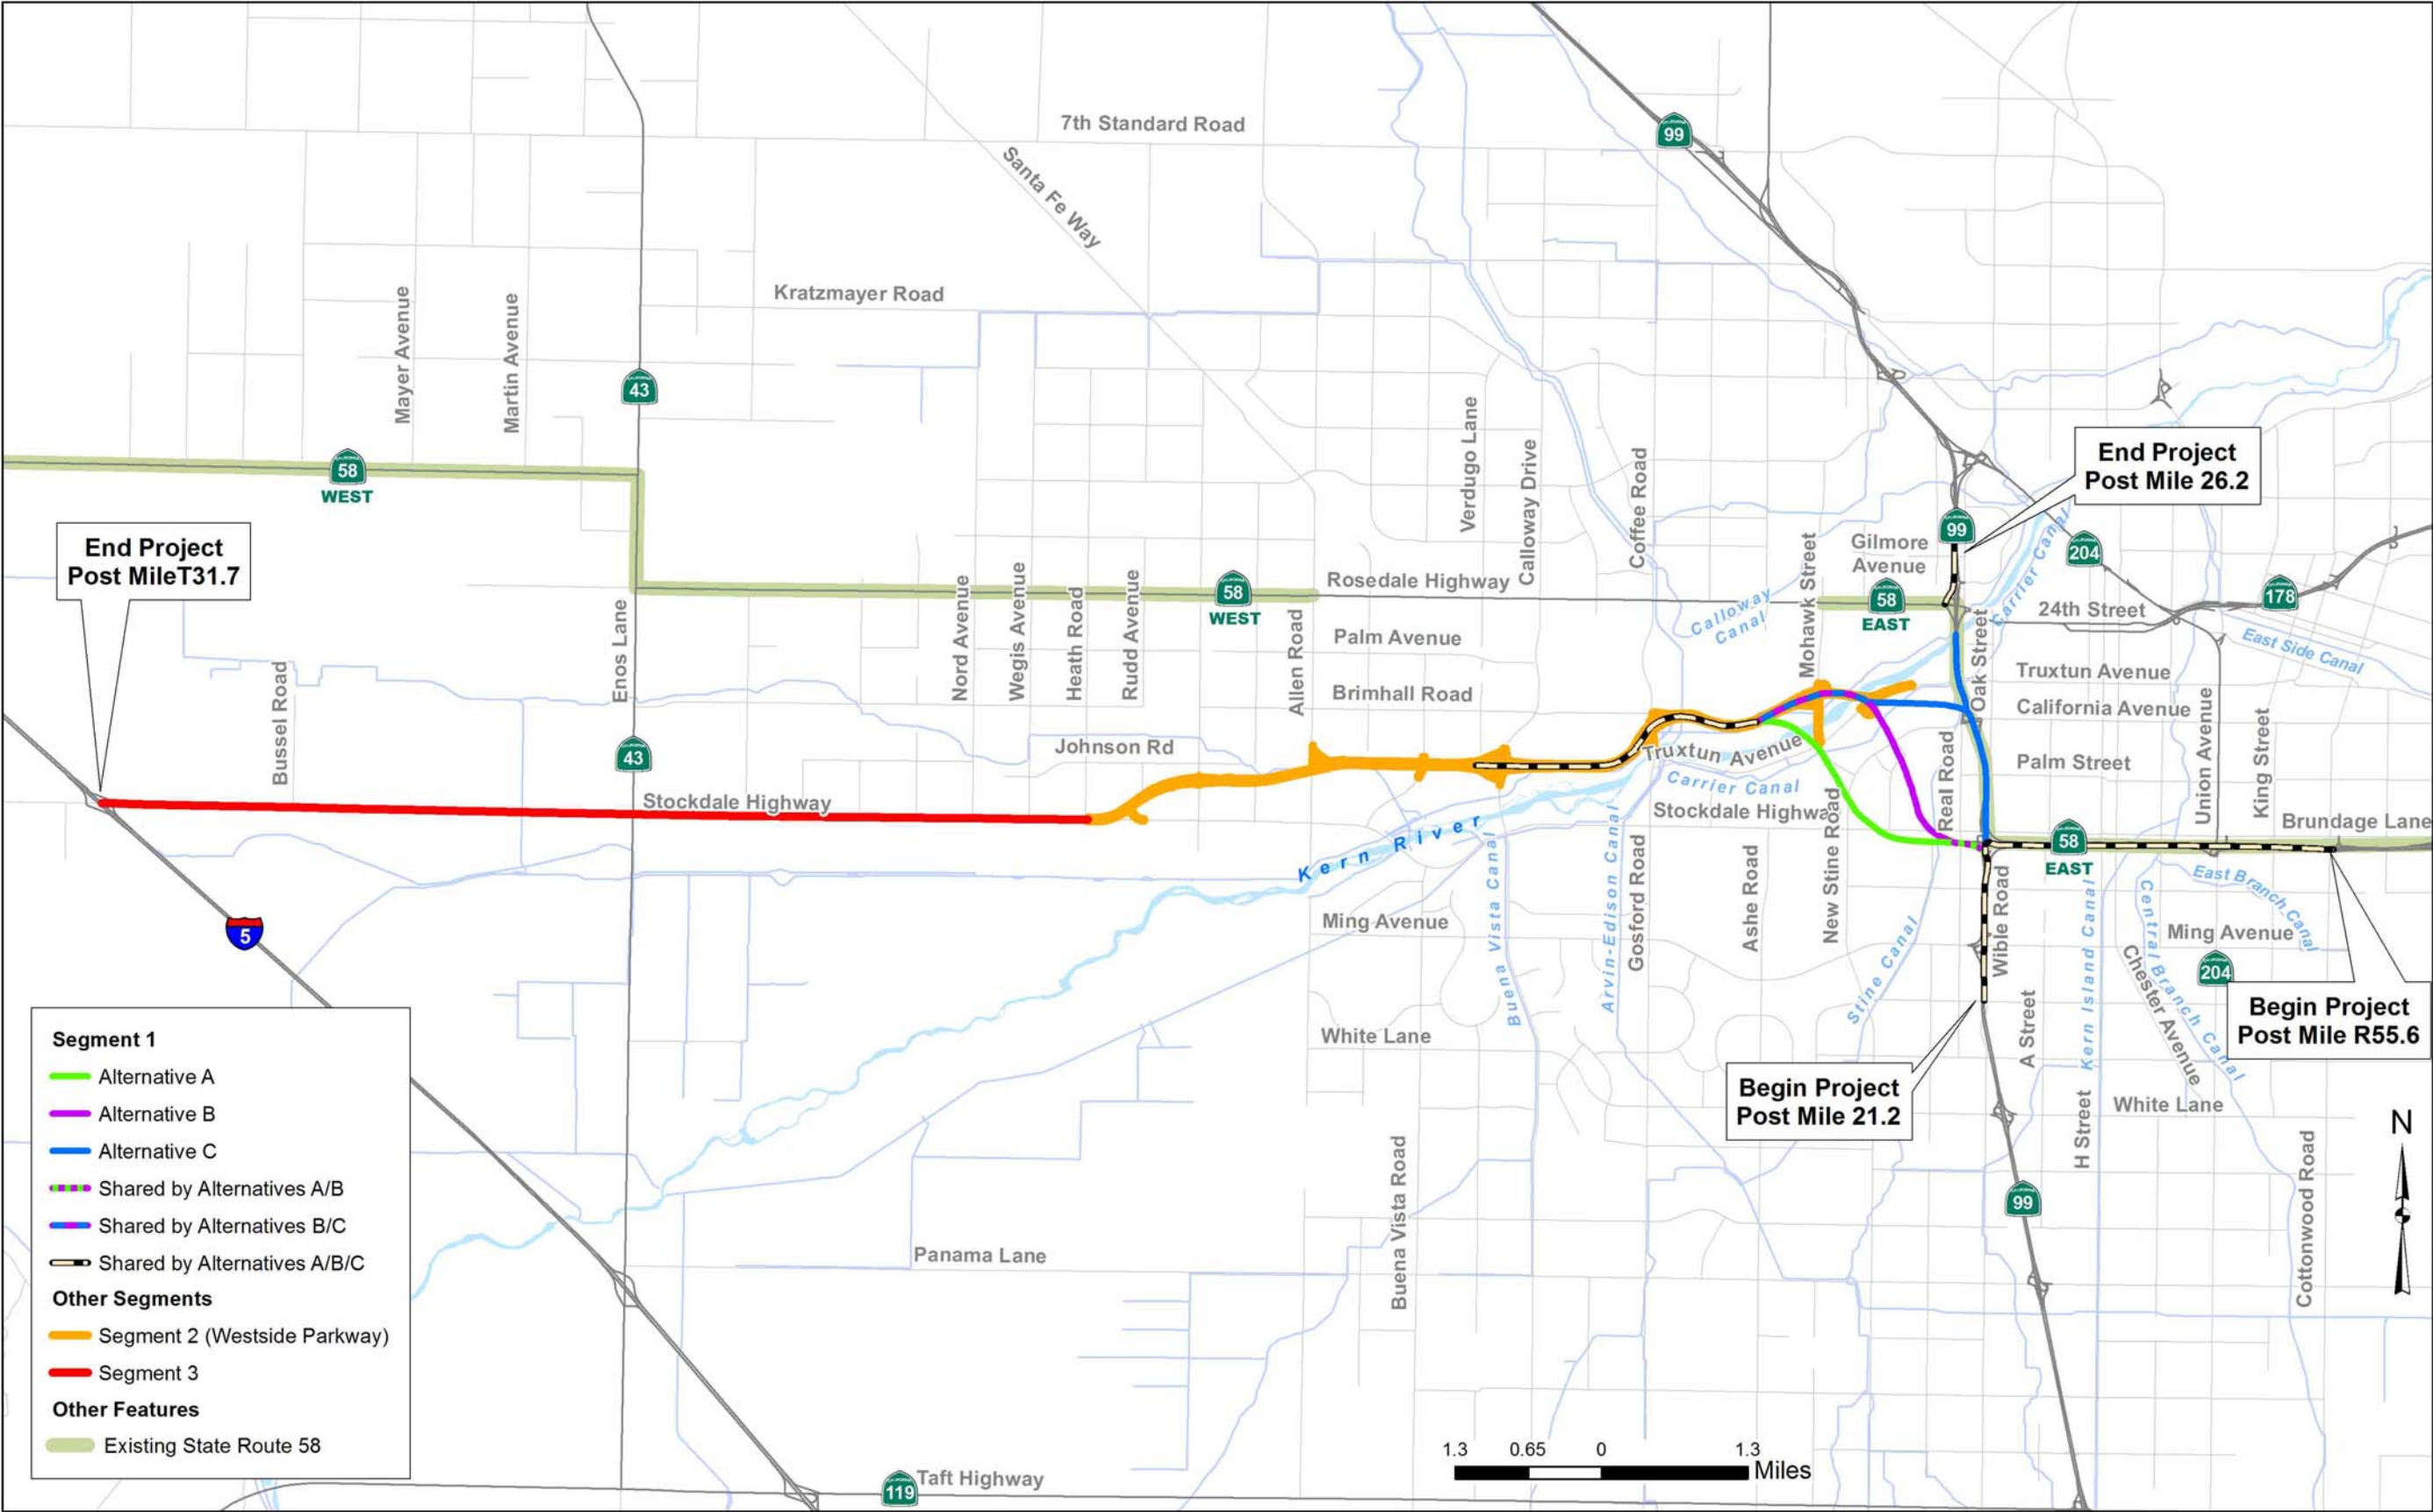 7th Standard Road
99
Santa Fe Way
Kratzmayer Road
Mayer Avenue
Martin Avenue
43
Verdugo Lane
Calloway Drive
Coffee Road
End Project
Post Mile 26.2
58
WEST
End Project
Post MileT31.7
99
Gilmore
Avenue
Mohawk Street
204
Carrier Canal
Rosedale Highway
58
WEST
58
EAST
24th Street
178
Nord Avenue
Wegis Avenue
Heath Road
Rudd Avenue
Enos Lane
Allen Road
Palm Avenue
Calloway
Canal
East Side Canal
Bussel Road
Brimhall Road
Oak Street
Truxtun Avenue
California Avenue
Union Avenue
King Street
43
Johnson Rd
Truxtun Avenue
Carrier Canal
Real Road
Palm Street
Stockdale Highway
Stockdale Highwa
New Stine Road
Brundage Lane
58
EAST
Kern River
Buena Vista Canal
Arvin-Edison Canal
Gosford Road
Ashe Road
Stine Canal
Wible Road
East Branch Canal
Central Branch Canal
Kern Island Canal
Ming Avenue
Ming Avenue
5
204
Chester Avenue
A Street
Begin Project
Post Mile R55.6
White Lane
Begin Project
Post Mile 21.2
White Lane
H Street
Cottonwood Road
N
Buena Vista Road
99
Panama Lane
Segment 1
Alternative A
Alternative B
Alternative C
Shared by Alternatives A/B
Shared by Alternatives B/C
Shared by Alternatives A/B/C
Other Segments
Segment 2 (Westside Parkway)
Segment 3
Other Features
Existing State Route 58
1.3 0.65 0 1.3
Miles
119
Taft Highway